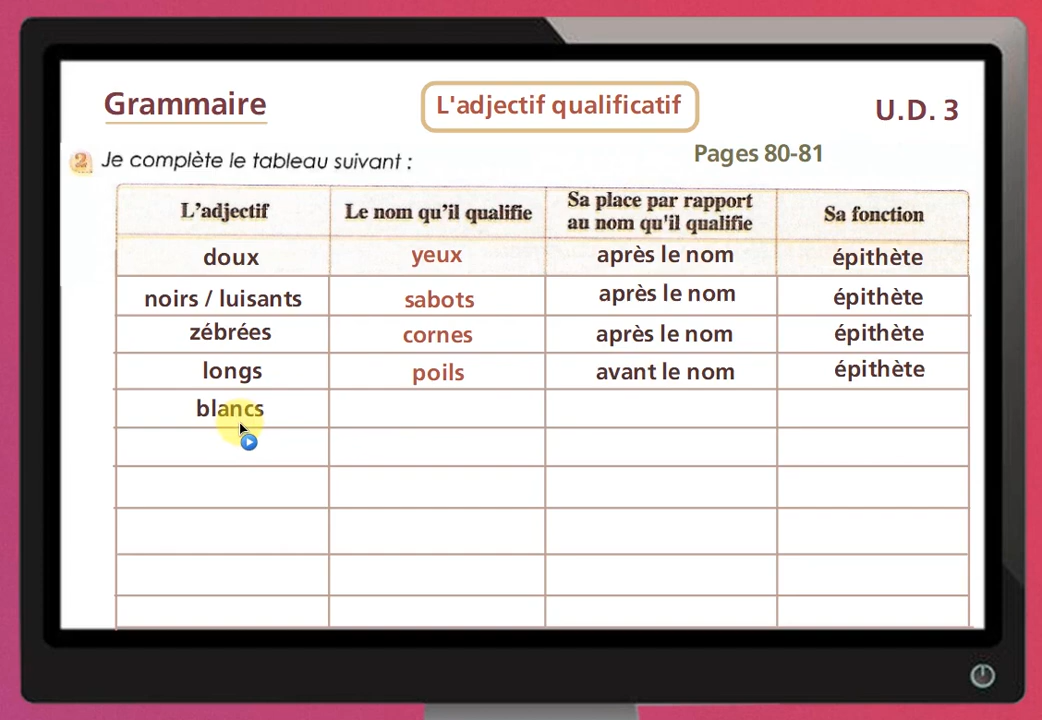 Grammaire
L'adjectif qualificatif
U.D. 3
2 Je complète le tableau suivant :
Pages 80-81
L'adjectif
Le nom qu'il qualifie
Sa place par rapport
au nom qu'il qualifie
Sa fonction
doux yeux après le nom épithète
noirs / luisants sabots après le nom épithète
zébrées cornes après le nom épithète
longs poils avant le nom épithète
blancs